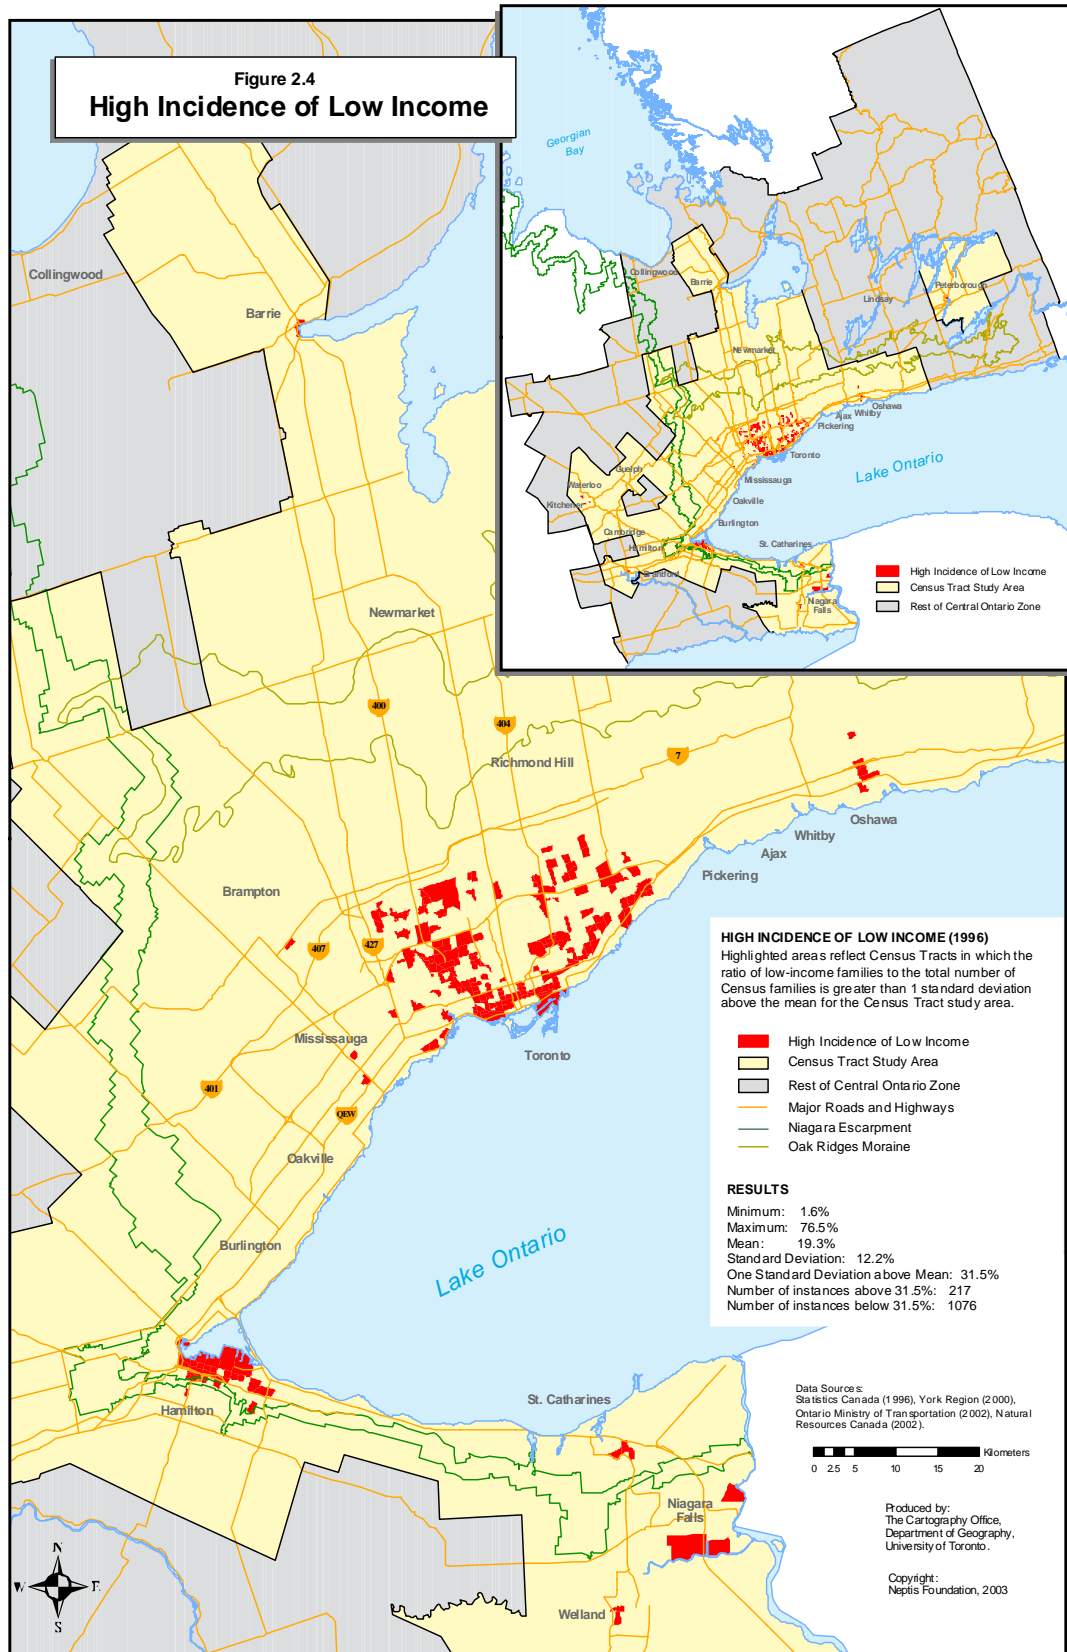 Figure 2.4
High Incidence of Low Income
Georgian
Bay
Collingwood
Barrie
Lindsay
Peterborough
Newmarket
Ajax
Whitby
Oshawa
Pickering
Toronto
Lake Ontario
Mississauga
Guelph
Waterloo
Kitchener
Oakville
Cambridge
Burlington
Hamilton
St. Catharines
Brantford
Niagara
Falls
High Incidence of Low Income
Census Tract Study Area
Rest of Central Ontario Zone
Collingwood
Barrie
Newmarket
400
404
7
Richmond Hill
Oshawa
Whitby
Ajax
Pickering
Brampton
407
427
Mississauga
Toronto
401
QEW
Oakville
Burlington
Lake Ontario
Hamilton
St. Catharines
Niagara
Falls
Welland
HIGH INCIDENCE OF LOW INCOME (1996)
Highlighted areas reflect Census Tracts in which the
ratio of low-income families to the total number of
Census families is greater than 1 standard deviation
above the mean for the Census Tract study area.
High Incidence of Low Income
Census Tract Study Area
Rest of Central Ontario Zone
Major Roads and Highways
Niagara Escarpment
Oak Ridges Moraine
RESULTS
Minimum: 1.6%
Maximum: 76.5%
Mean: 19.3%
Standard Deviation: 12.2%
One Standard Deviation above Mean: 31.5%
Number of instances above 31.5%: 217
Number of instances below 31.5%: 1076
Data Sources:
Statistics Canada (1996), York Region (2000),
Ontario Ministry of Transportation (2002), Natural
Resources Canada (2002).
Kilometers
0 2.5 5 10 15 20
Produced by:
The Cartography Office,
Department of Geography,
University of Toronto.
Copyright:
Neptis Foundation, 2003
N
W E
S